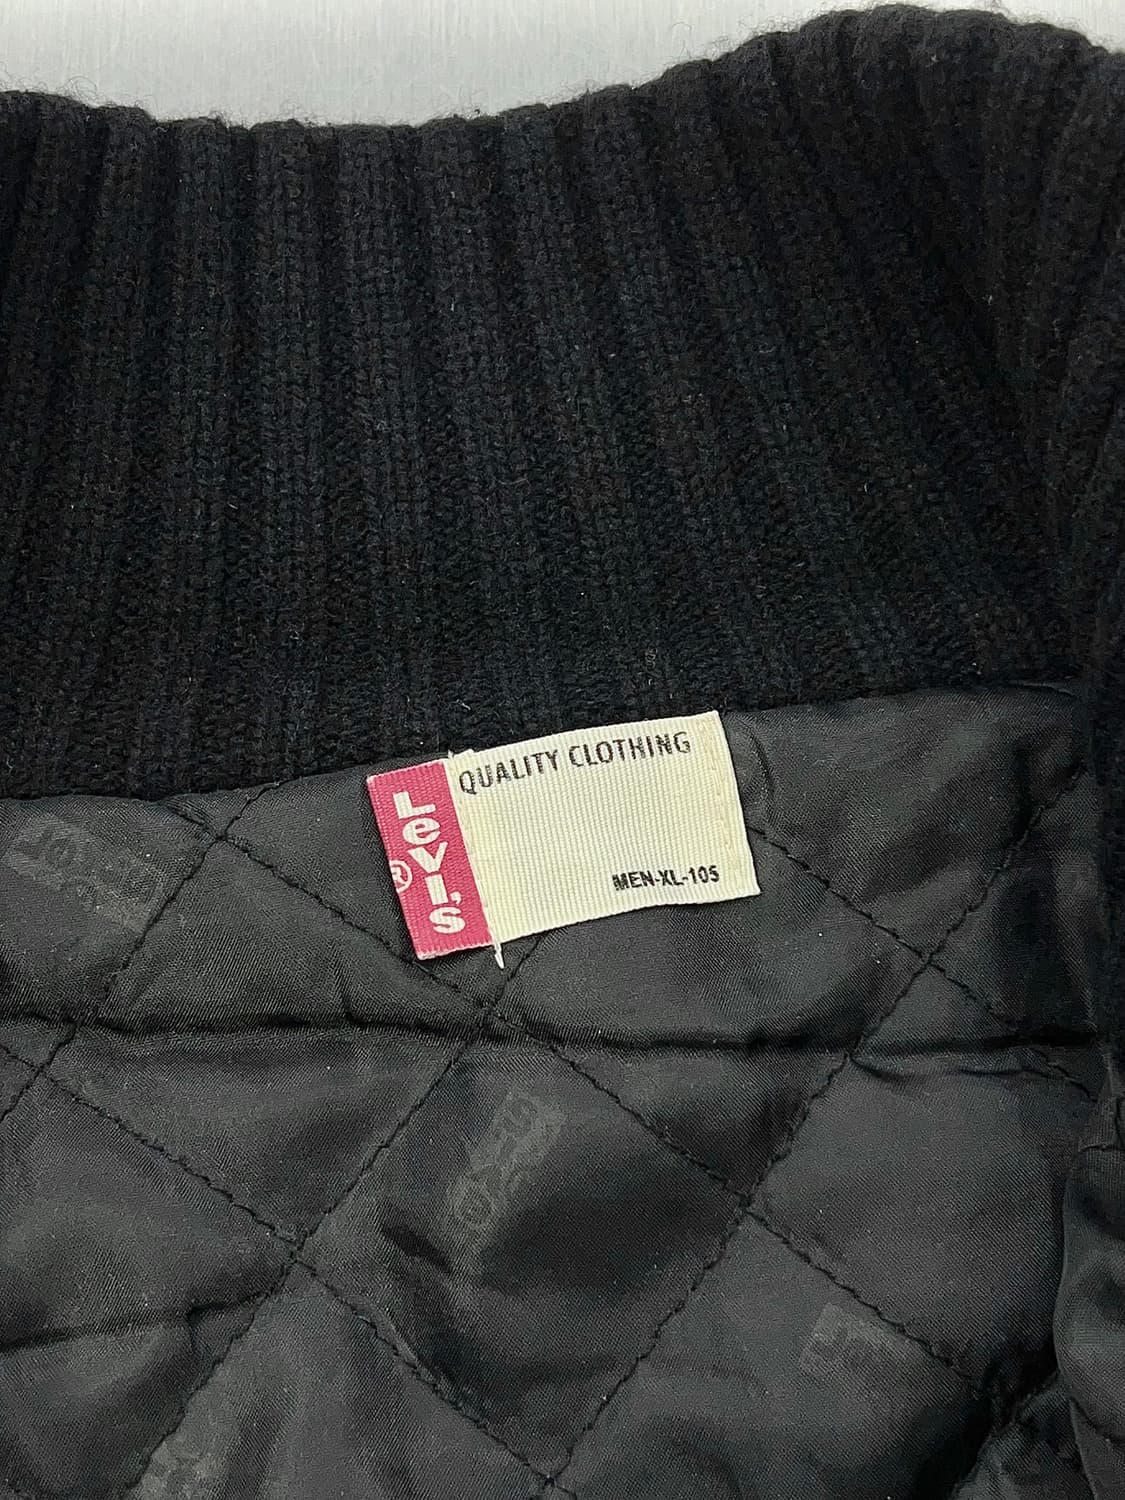 QUALITY CLOTHING
Levi's
®
MEN-XL-105